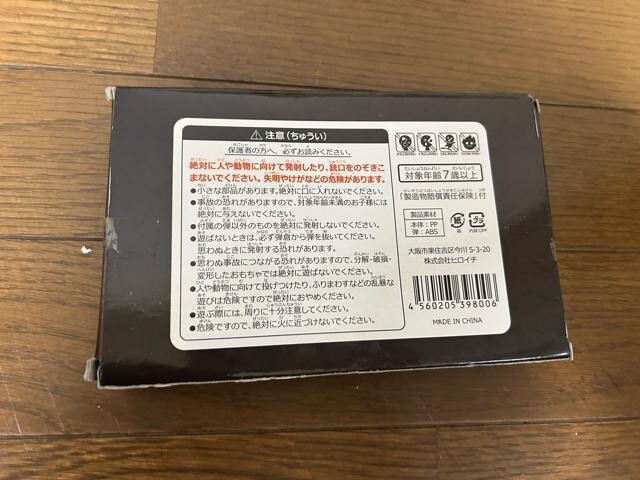 ⚠ 注意(ちゅうい)
保護者の方へ、必ずお読みください。
絶対に人や動物に向けて発射したり、銃口をのぞきこ
まないでください。失明やけがなどの危険があります。
●小さな部品があります。絶対に口に入れないでください。
●事故の恐れがありますので、対象年齢未満のお子様には
絶対に与えないでください。
●付属の弾以外のものを絶対に発射しないでください。
●遊ばないときは、必ず弾倉から弾を抜いてください。
思わぬときに発射する恐れがあります。
●思わぬ事故につながる恐れがありますので、分解・破損・
変形したおもちゃでは絶対に遊ばないでください。
●人や動物に向けて投げつけたり、ふりまわすなどの乱暴な
遊びは危険ですので絶対におやめください。
●遊ぶ際には、周りに十分注意してください。
●危険ですので、絶対に火に近づけないでください。
対象年齢7歳以上
「製造物賠償責任保険」付
製品素材
本体:PP
弾:ABS
紙
プラ
外箱
内袋:OPP
大阪市東住吉区今川5-3-20
株式会社ヒロイチ
4 560205 398006
MADE IN CHINA